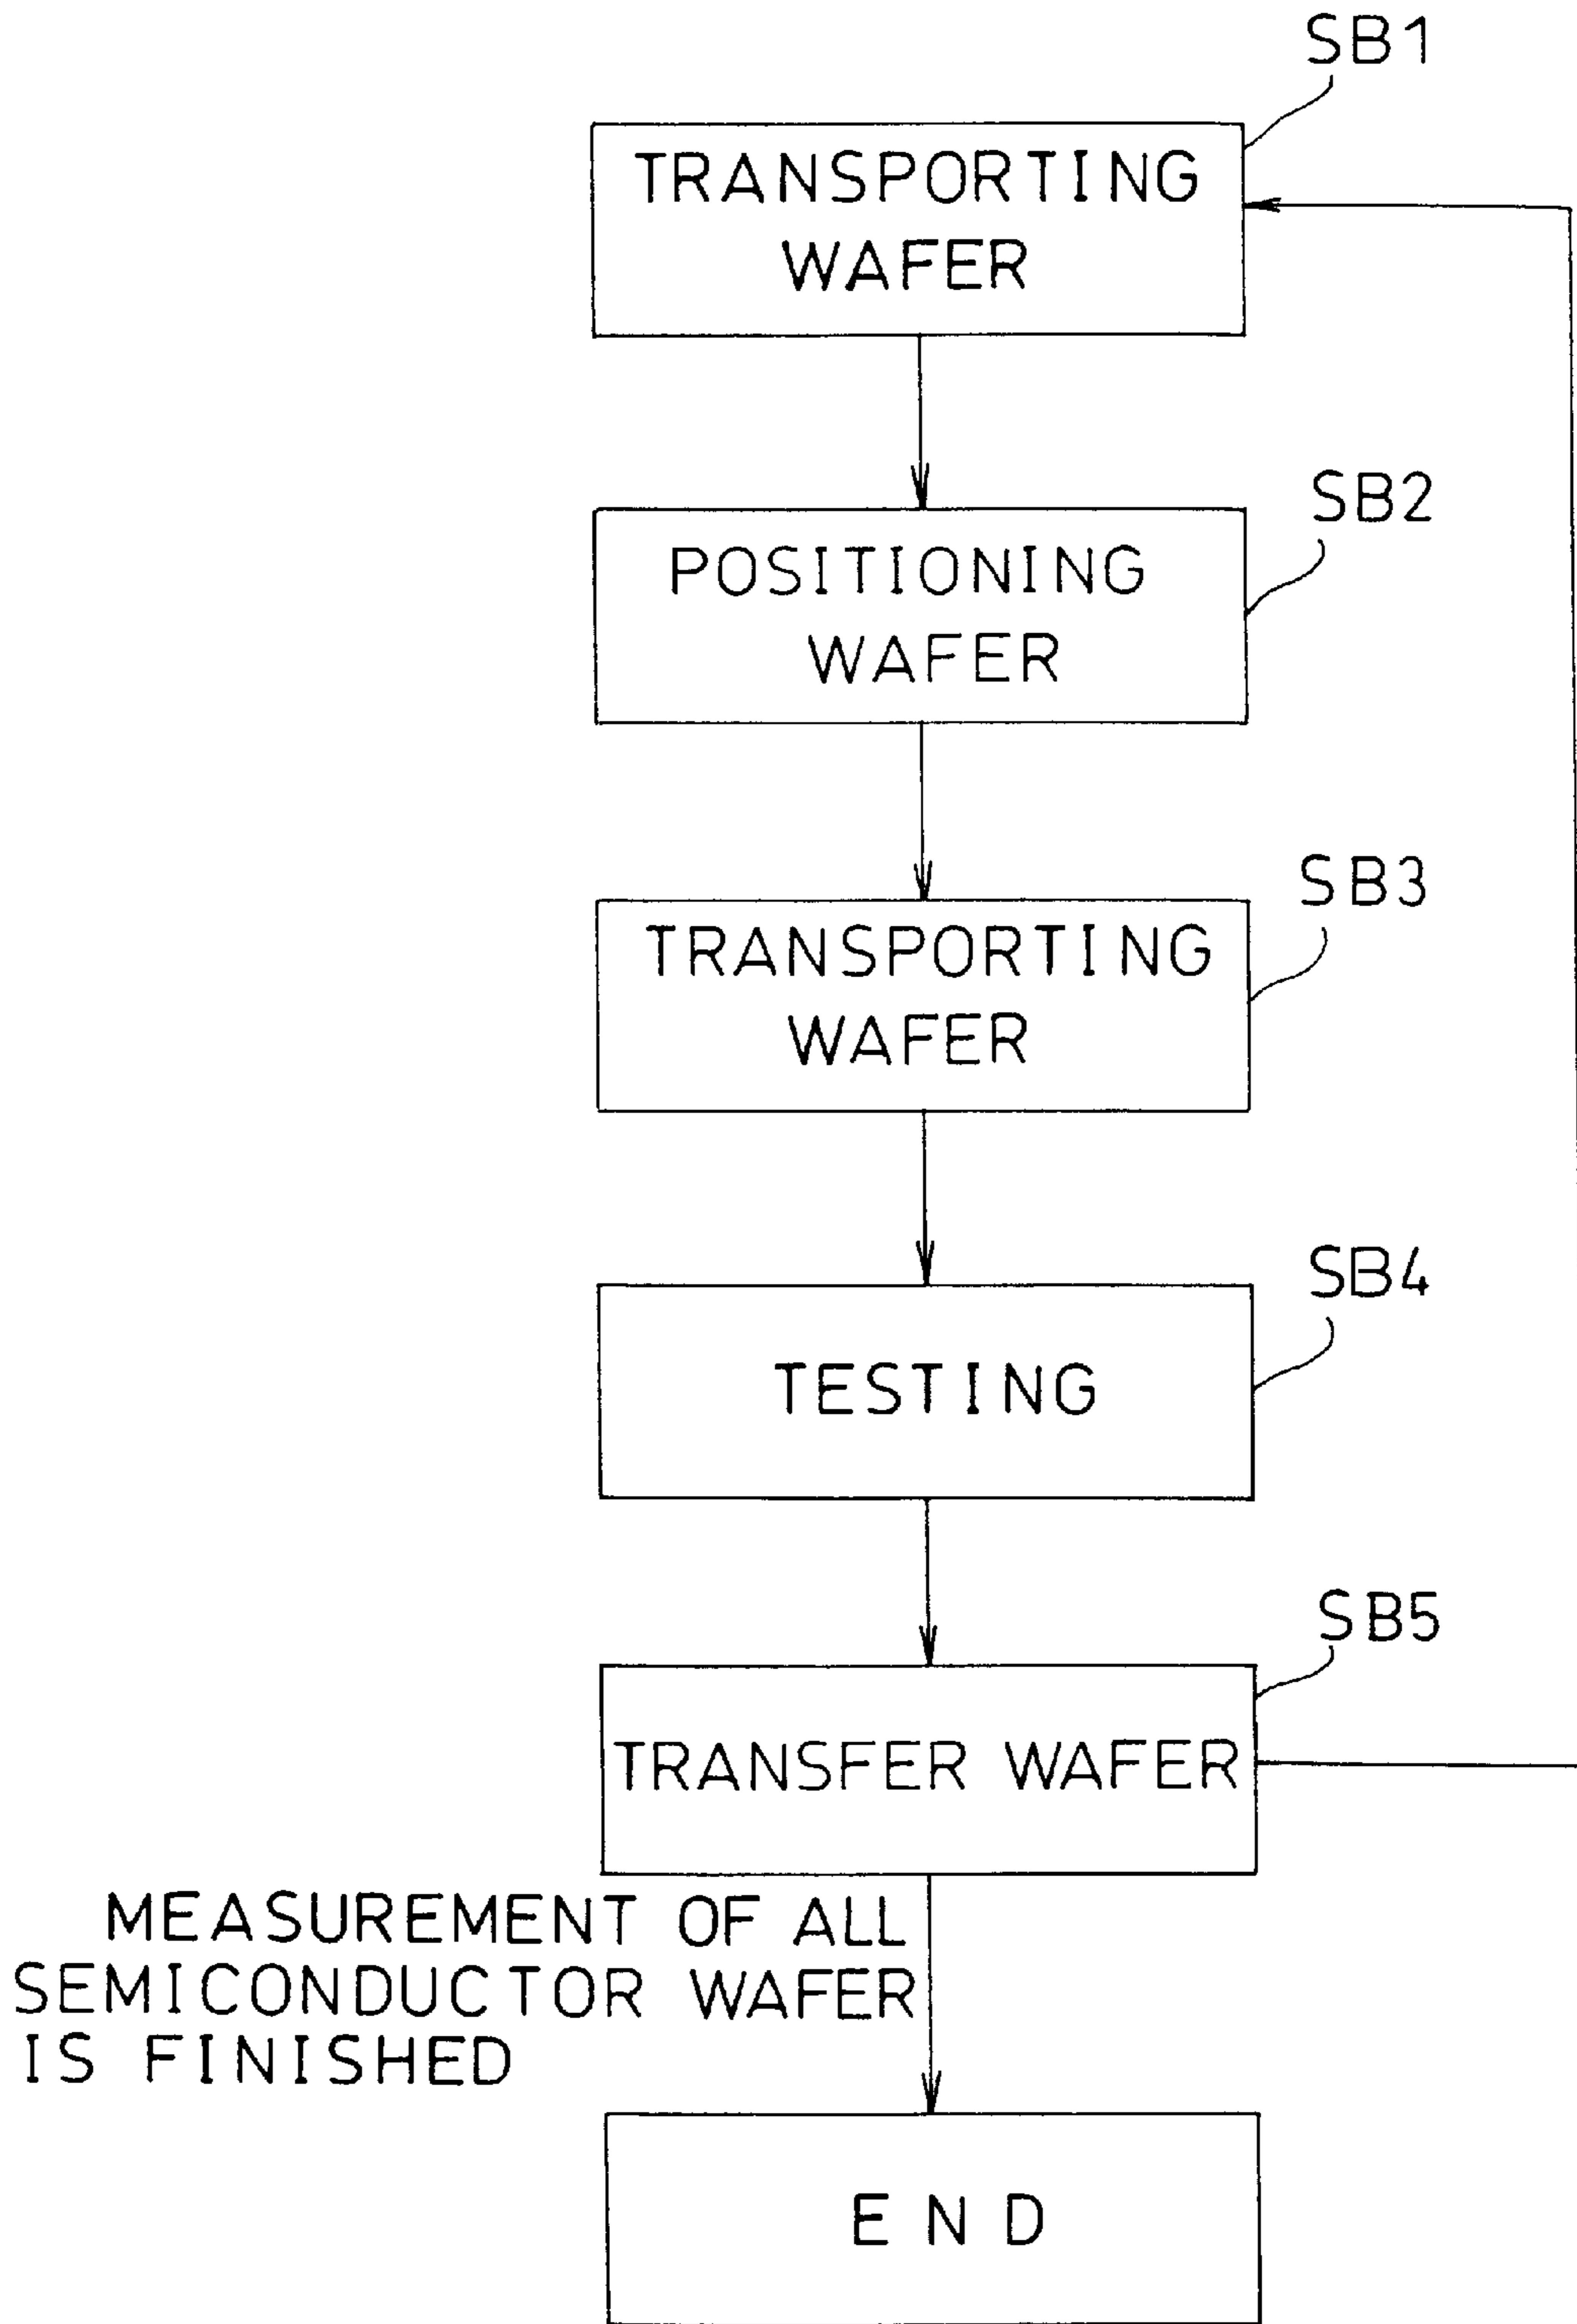 SB1
TRANSPORTING
WAFER
SB2
POSITIONING
WAFER
SB3
TRANSPORTING
WAFER
SB4
TESTING
SB5
TRANSFER WAFER
MEASUREMENT OF ALL
SEMICONDUCTOR WAFER
IS FINISHED
END